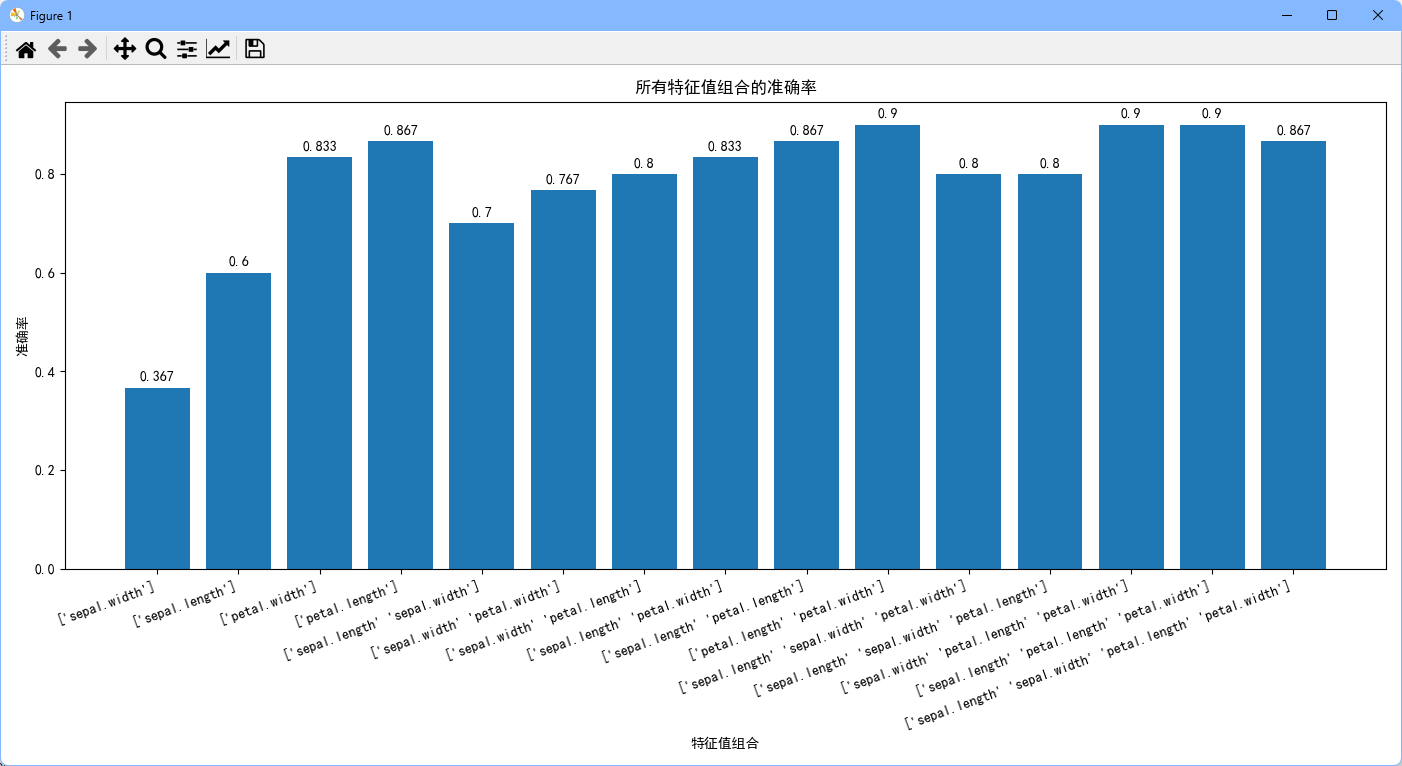 Figure 1
所有特征值组合的准确率
0.367
0.6
0.833
0.867
0.7
0.767
0.8
0.833
0.867
0.9
0.8
0.8
0.9
0.9
0.867
准确率
0.8
0.6
0.4
0.2
0.0
['sepal.width']
['sepal.length']
['petal.width']
['petal.length']
['sepal.length' 'sepal.width']
['sepal.width' 'petal.width']
['sepal.width' 'petal.length']
['sepal.length' 'petal.width']
['sepal.length' 'petal.length']
['petal.length' 'petal.width']
['sepal.length' 'sepal.width' 'petal.width']
['sepal.length' 'sepal.width' 'petal.length']
['sepal.width' 'petal.length' 'petal.width']
['sepal.length' 'petal.length' 'petal.width']
['sepal.length' 'sepal.width' 'petal.length' 'petal.width']
特征值组合